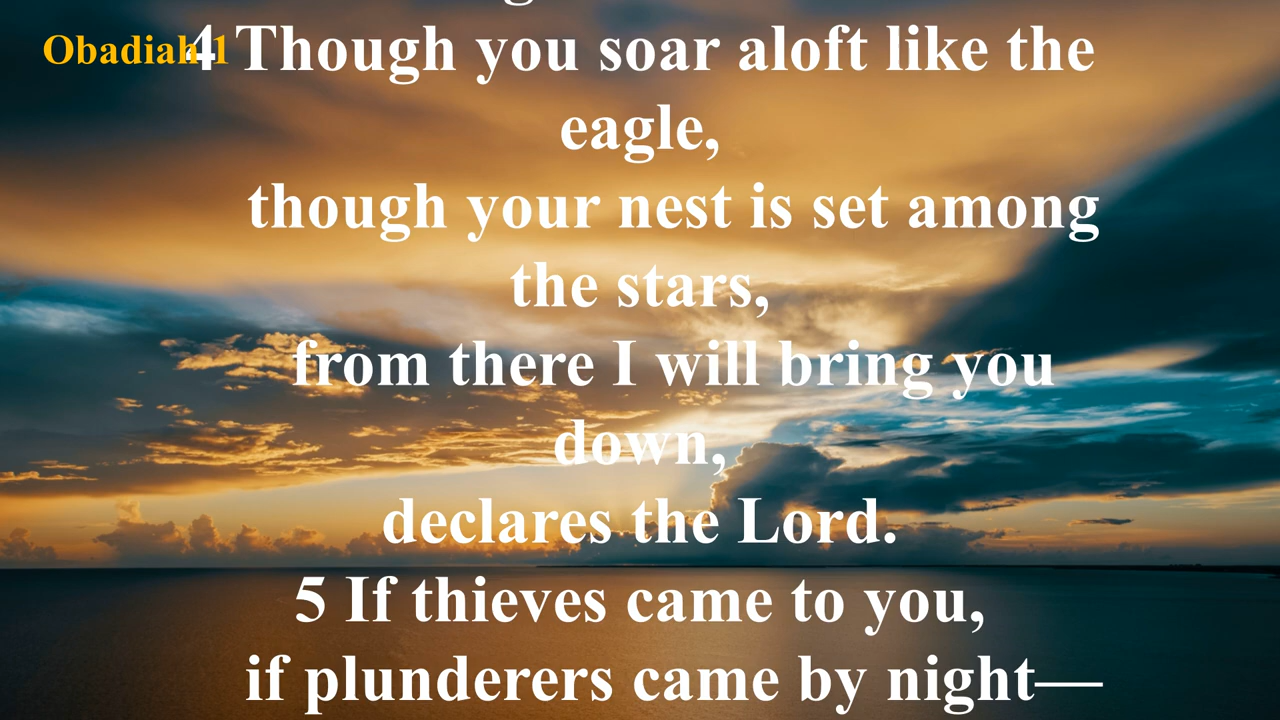 Obadiah 1
4 Though you soar aloft like the
eagle,
though your nest is set among
the stars,
from there I will bring you
down,
declares the Lord.
5 If thieves came to you,
if plunderers came by night—